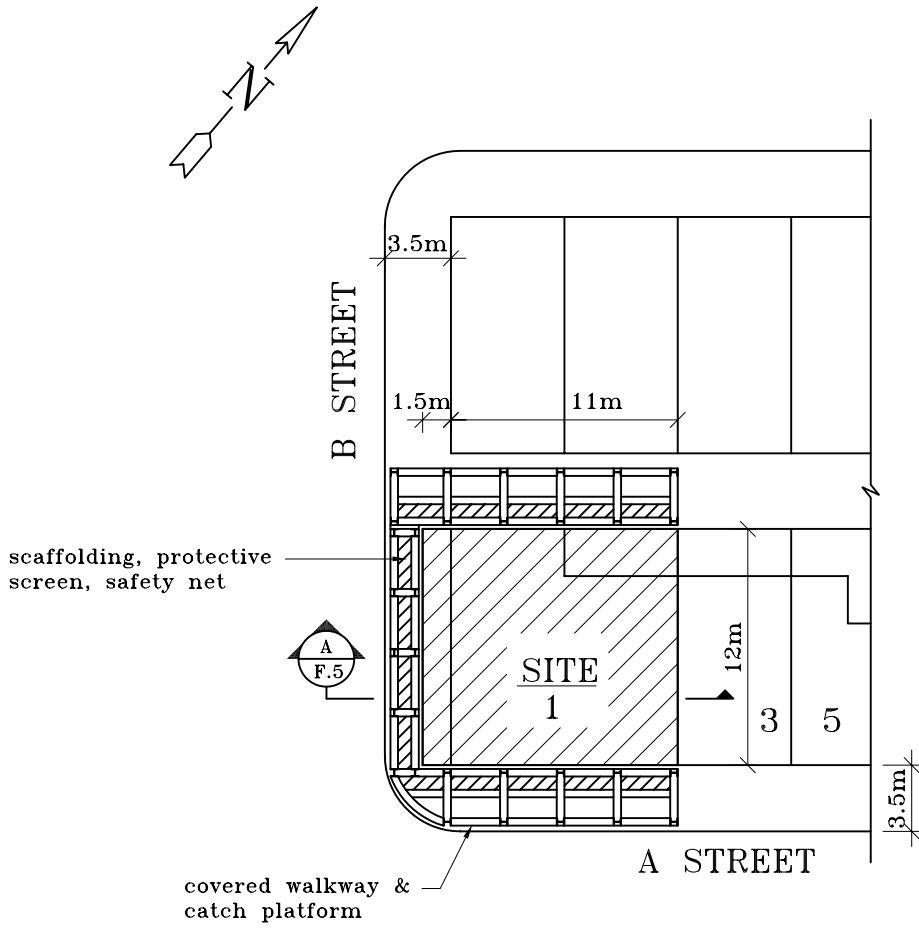 N
3.5m
B STREET
1.5m
11m
scaffolding, protective
screen, safety net
A
F.5
SITE
1
12m
3
5
3.5m
A STREET
covered walkway &
catch platform